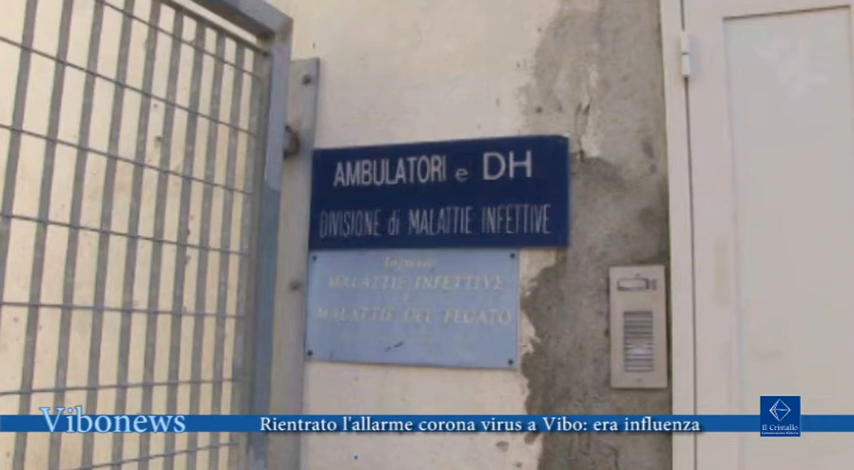 AMBULATORI e DH
DIVISIONE di MALATTIE INFETTIVE
Ingresso
MALATTIE INFETTIVE
e
MALATTIE DEL FEGATO
Vibonews
Rientrato l'allarme corona virus a Vibo: era influenza
Il Cristallo